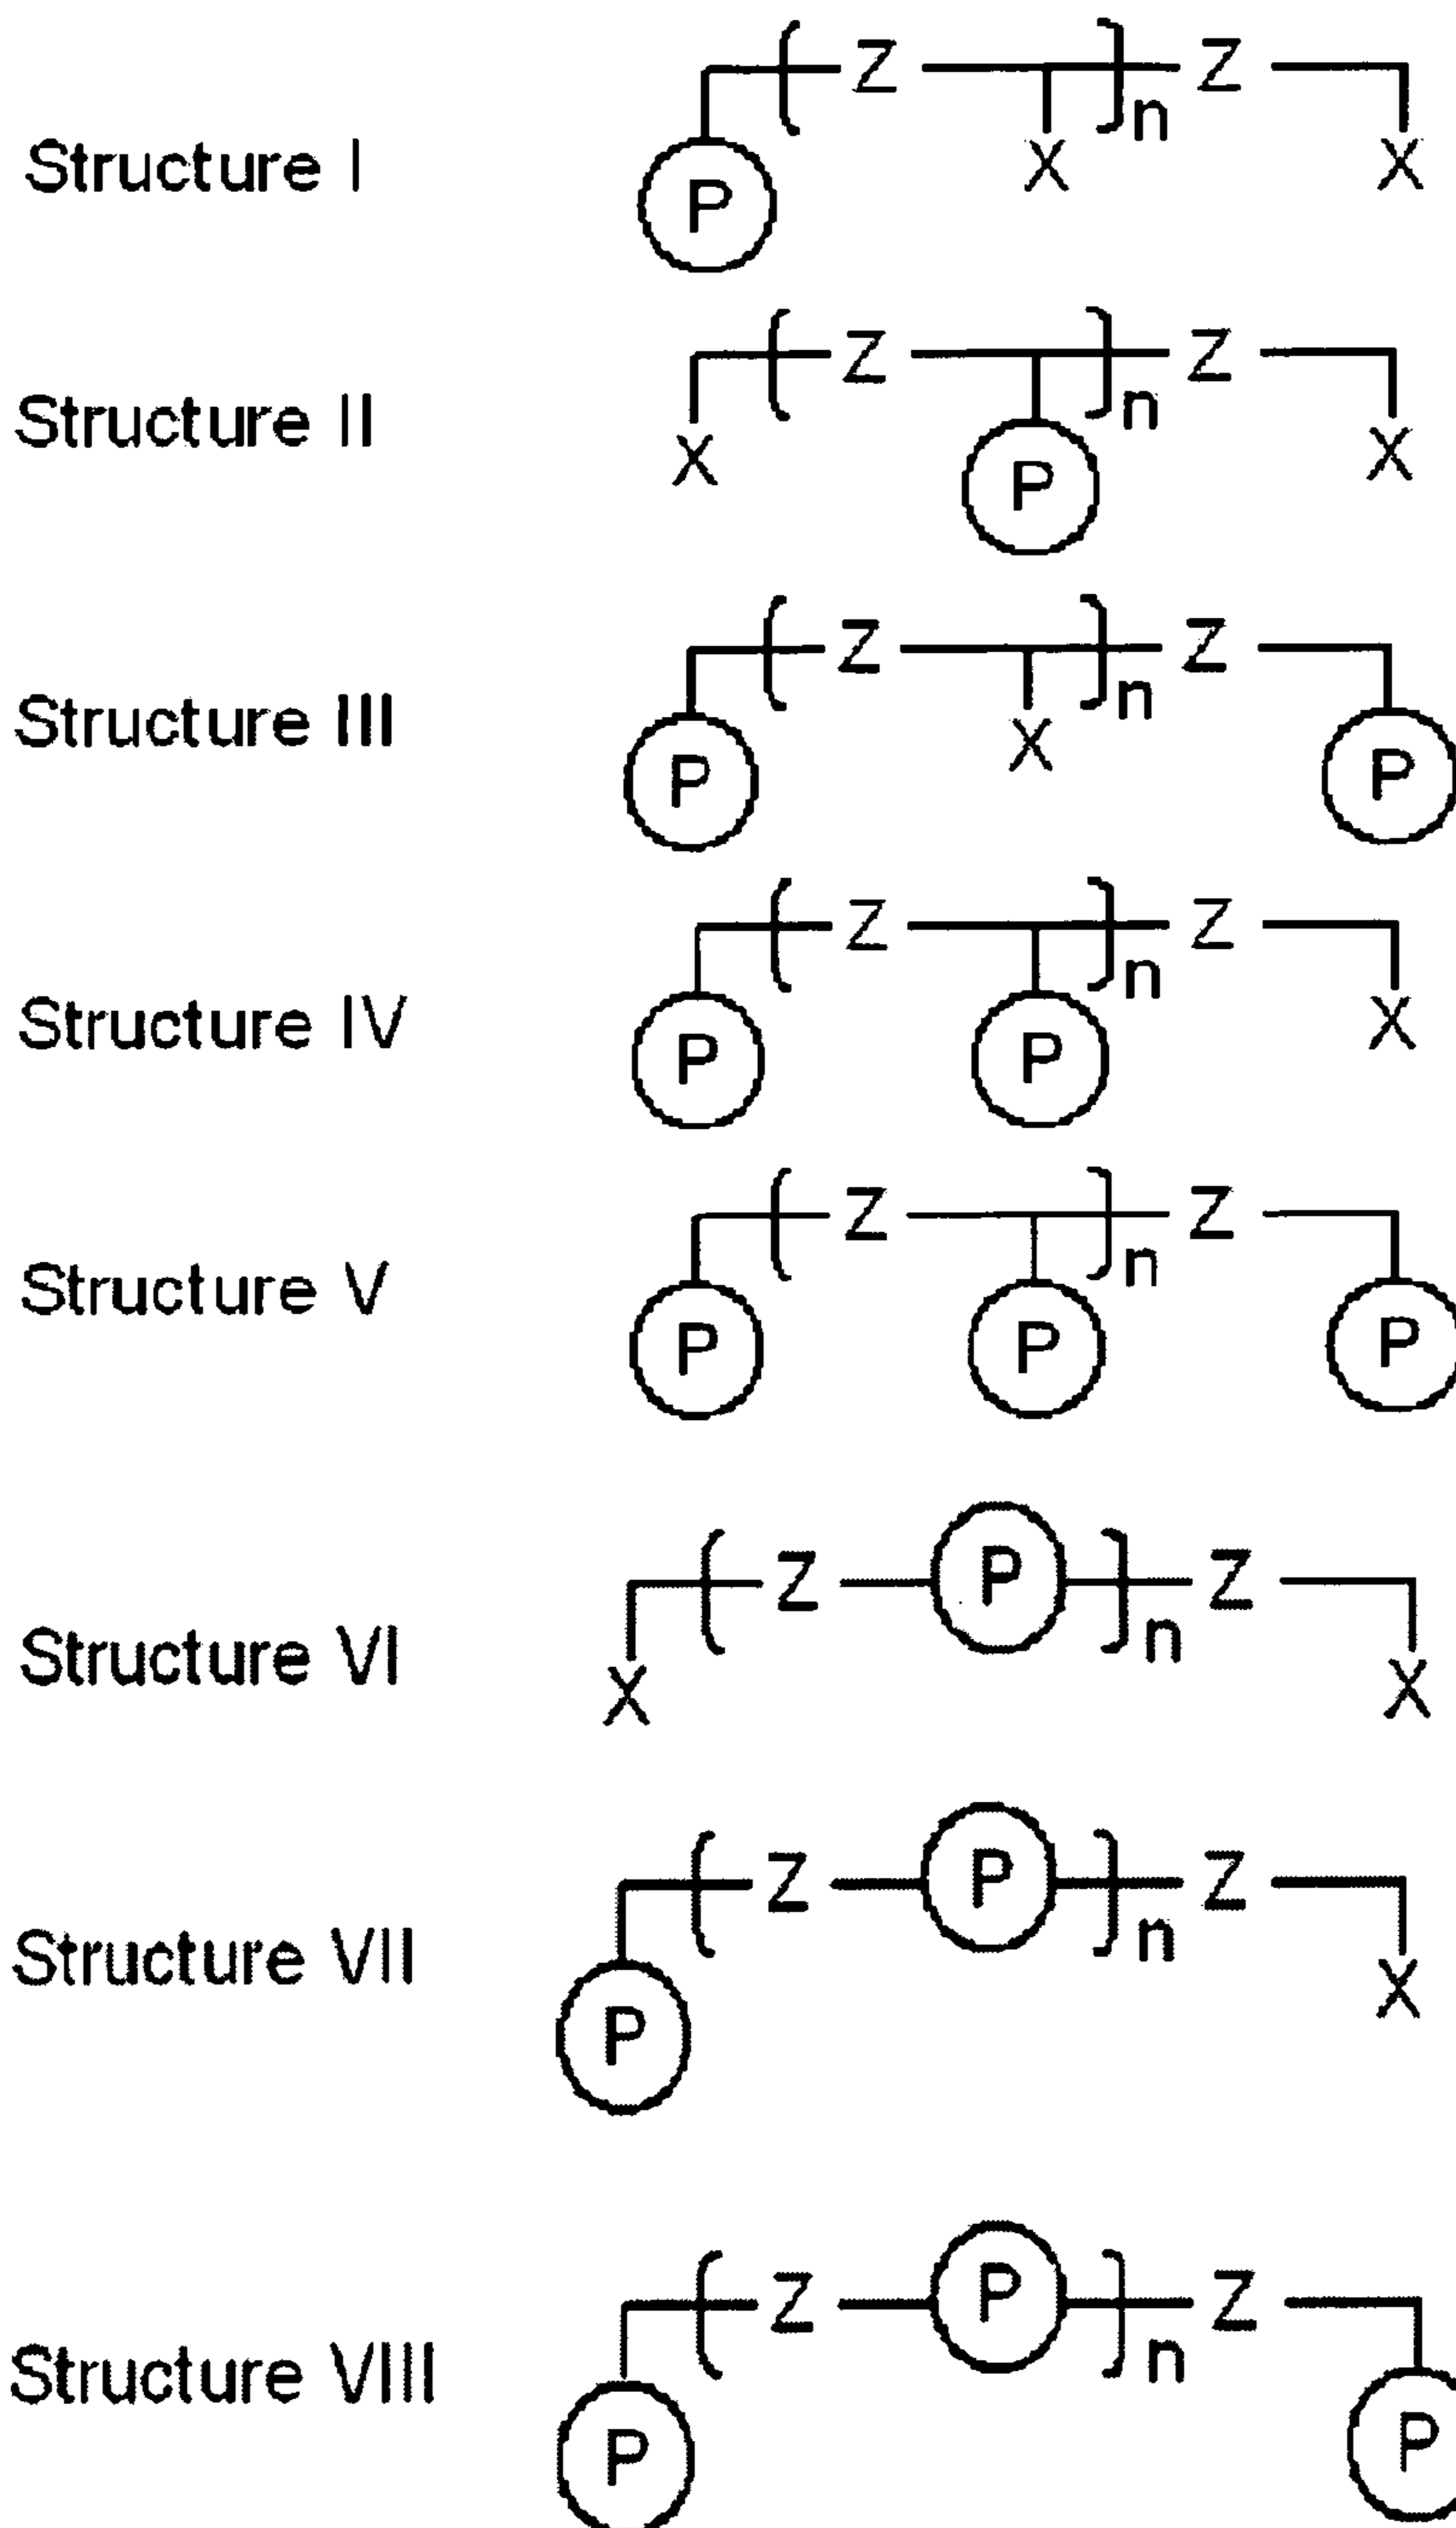 Z Z
n
Structure I X X
P
Z Z
n
Structure II X X
P
Z Z
n
Structure III X
P P
Z Z
n
Structure IV X
P P
Z Z
n
Structure V
P P P
Z P Z
n
Structure VI
X X
Z P Z
n
Structure VII X
P
Z P Z
n
Structure VIII
P P